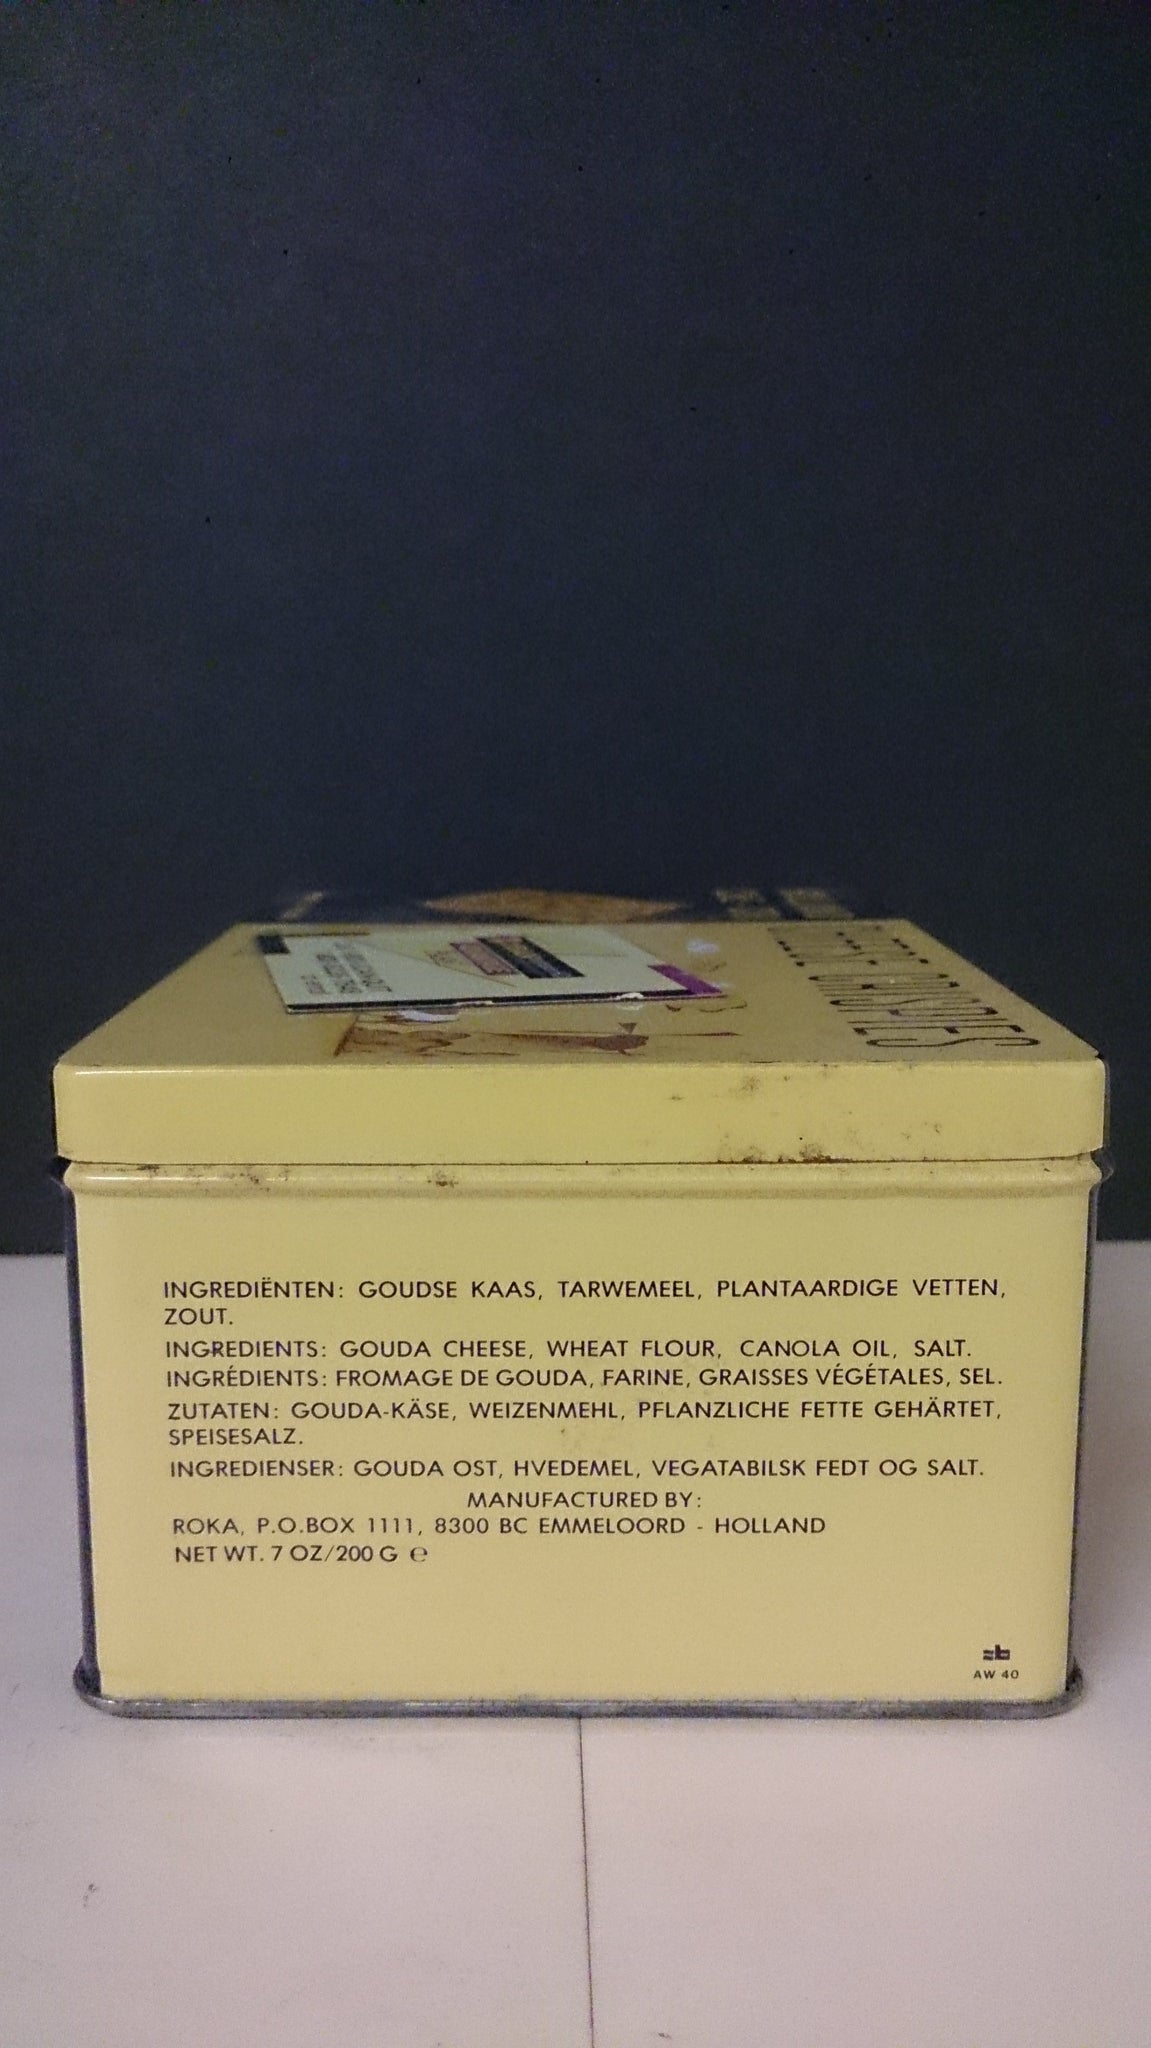 CRISPIES
INGREDIËNTEN: GOUDSE KAAS, TARWEMEEL, PLANTAARDIGE VETTEN,
ZOUT.
INGREDIENTS: GOUDA CHEESE, WHEAT FLOUR, CANOLA OIL, SALT.
INGRÉDIENTS: FROMAGE DE GOUDA, FARINE, GRAISSES VÉGÉTALES, SEL.
ZUTATEN: GOUDA-KÄSE, WEIZENMEHL, PFLANZLICHE FETTE GEHÄRTET,
SPEISESALZ.
INGREDIENSER: GOUDA OST, HVEDEMEL, VEGATABILSK FEDT OG SALT.
MANUFACTURED BY:
ROKA, P.O.BOX 1111, 8300 BC EMMELOORD - HOLLAND
NET WT. 7 OZ/200 G ℮
AW 40